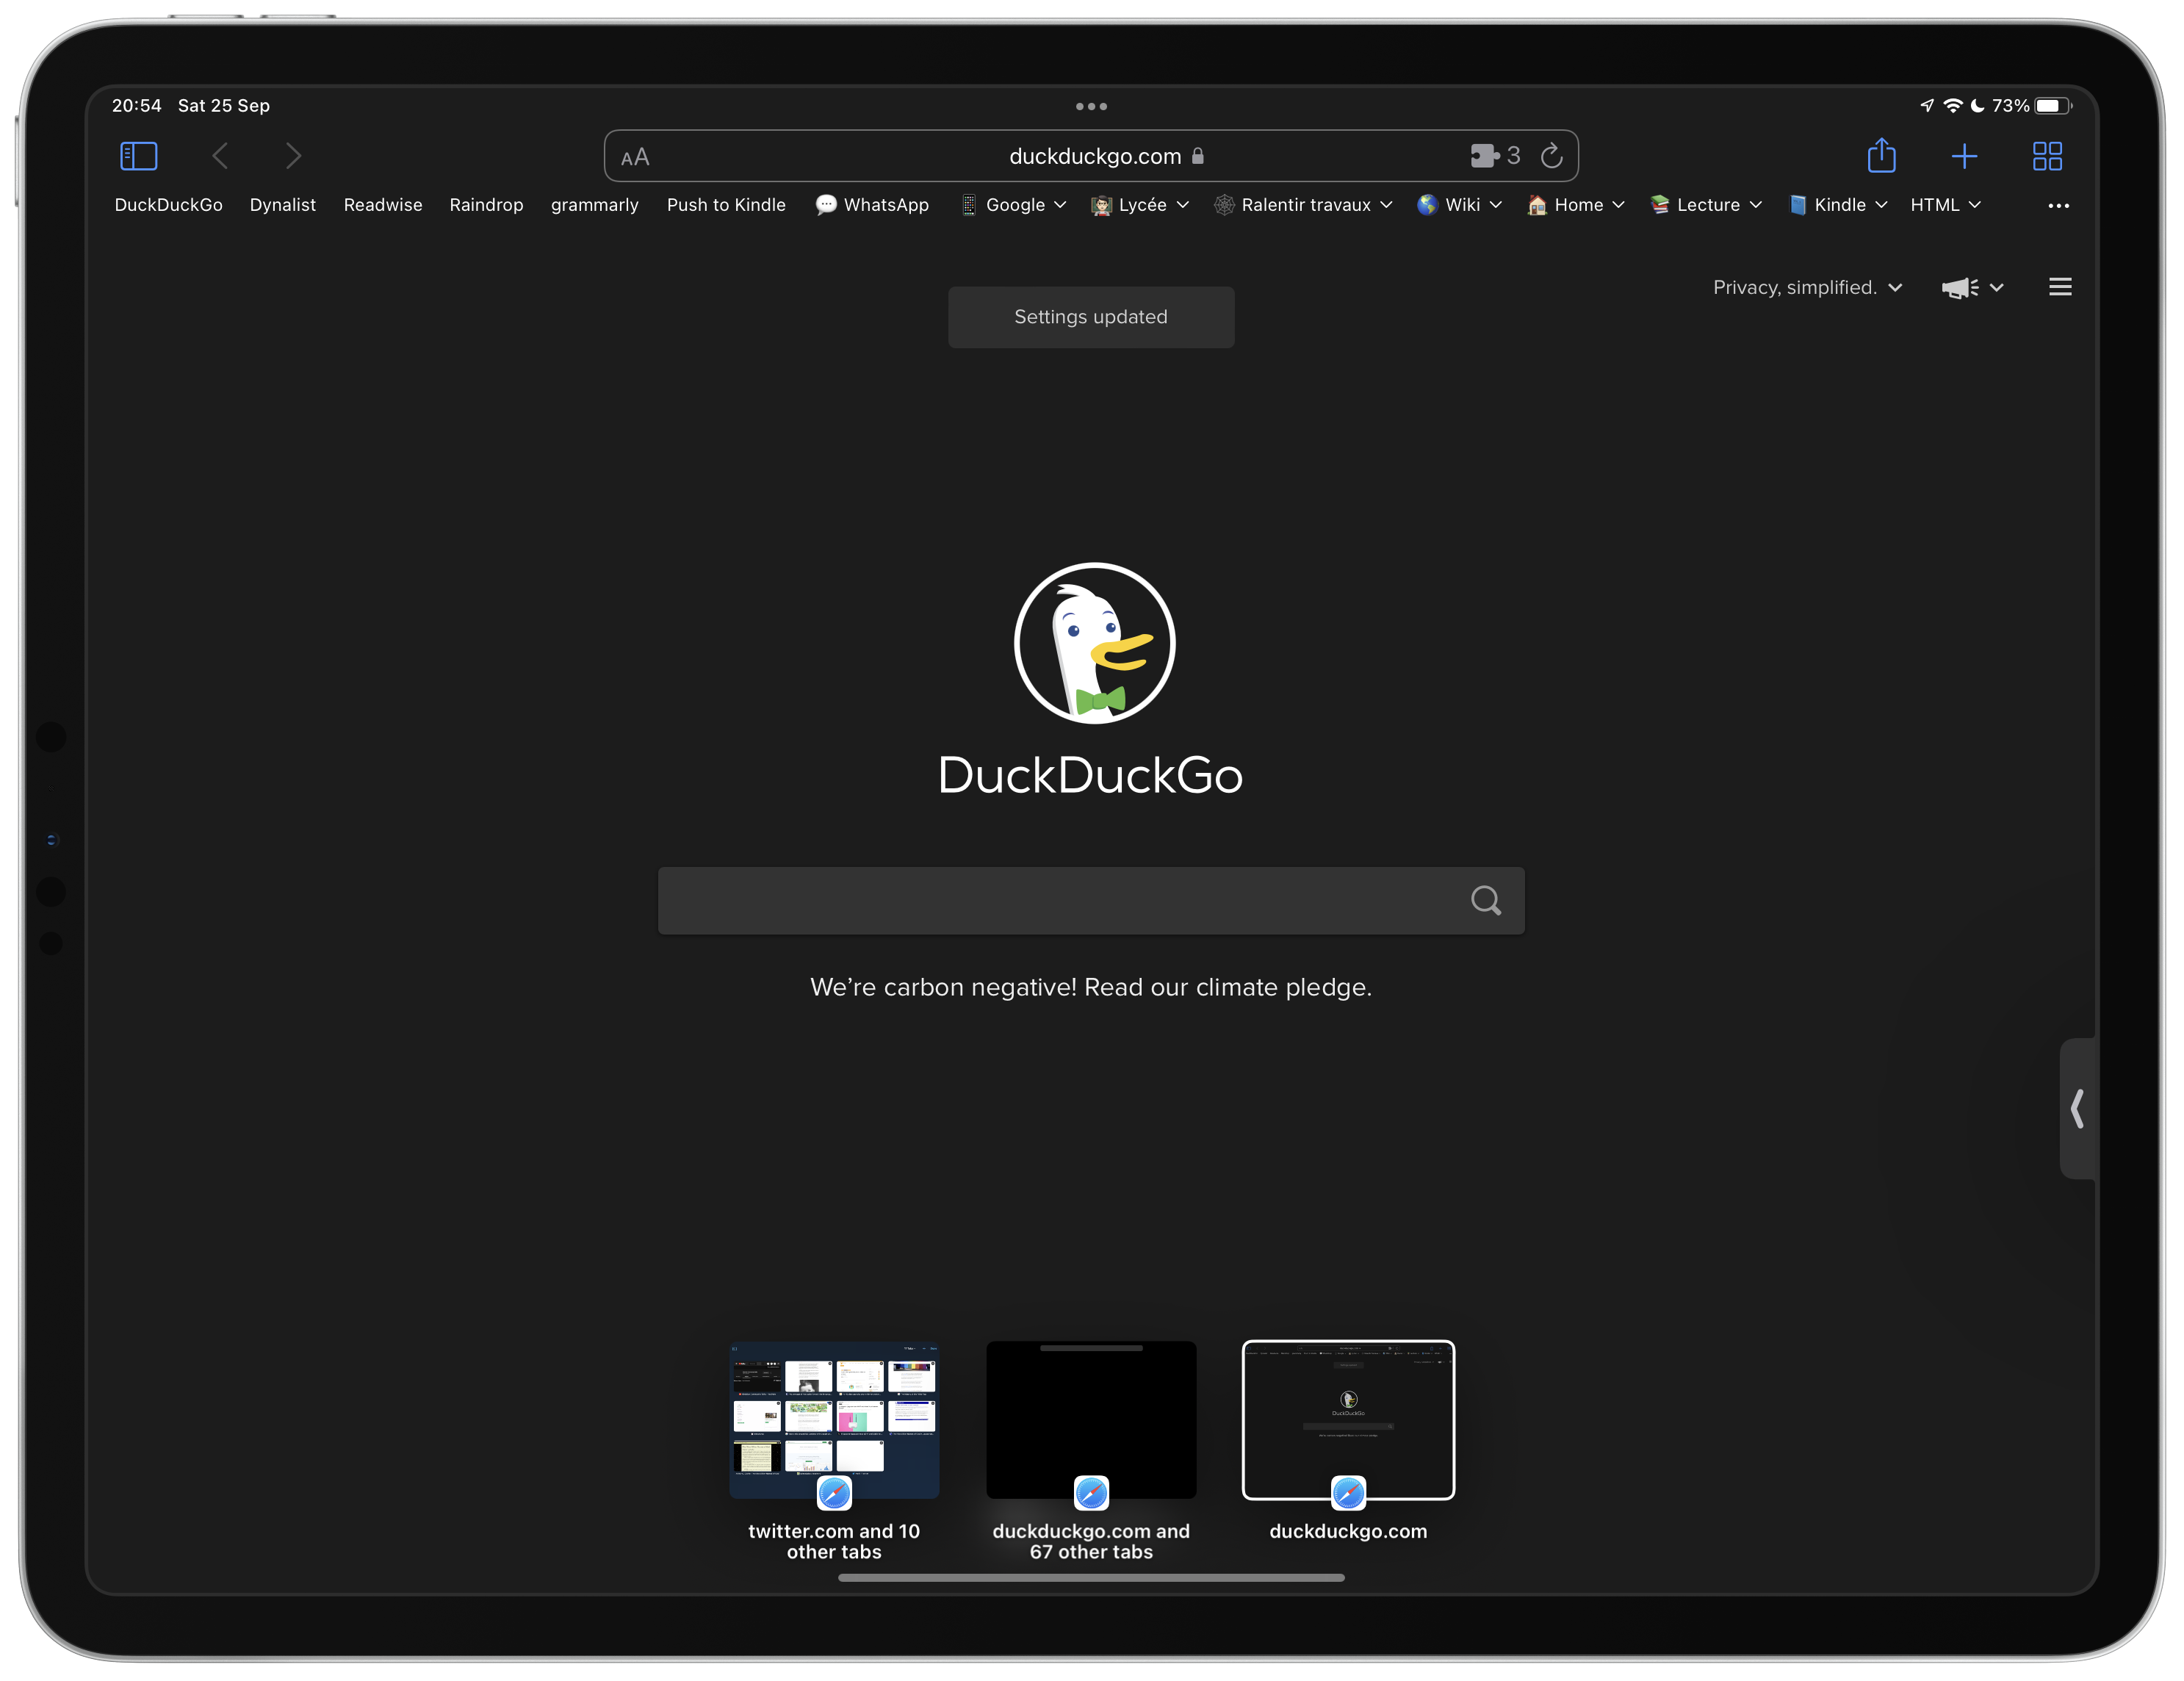 20:54 Sat 25 Sep
73%
AA duckduckgo.com 3
DuckDuckGo Dynalist Readwise Raindrop grammarly Push to Kindle WhatsApp Google Lycée Ralentir travaux Wiki Home Lecture Kindle HTML
Privacy, simplified.
Settings updated
DuckDuckGo
We’re carbon negative! Read our climate pledge.
twitter.com and 10
other tabs
duckduckgo.com and
67 other tabs
DuckDuckGo
duckduckgo.com